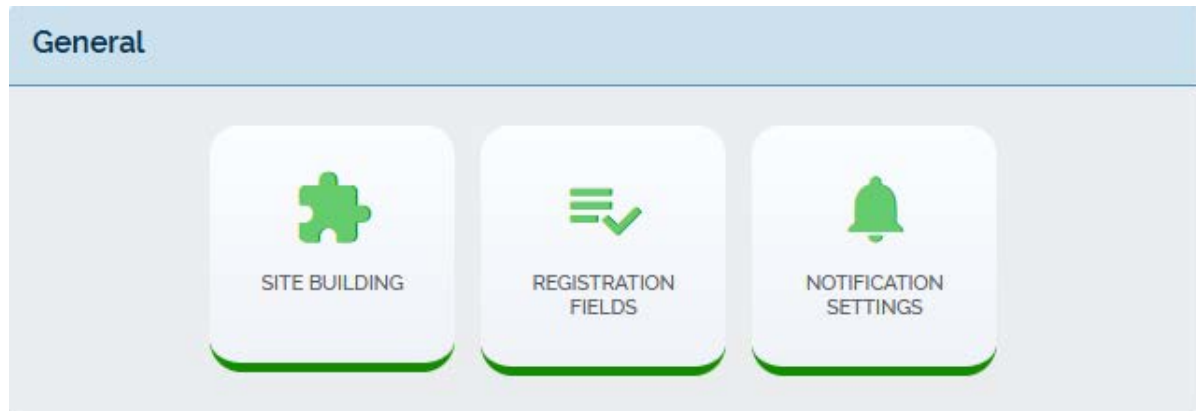 General
SITE BUILDING
REGISTRATION
FIELDS
NOTIFICATION
SETTINGS